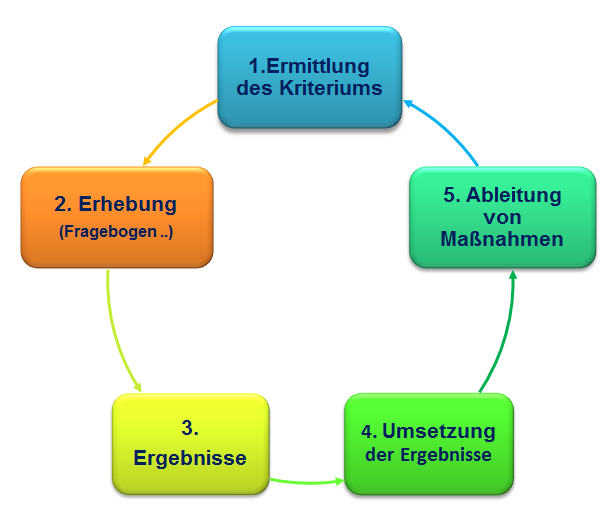 1.Ermittlung
des Kriteriums
2. Erhebung
(Fragebogen ..)
3.
Ergebnisse
4. Umsetzung
der Ergebnisse
5. Ableitung
von
Maßnahmen